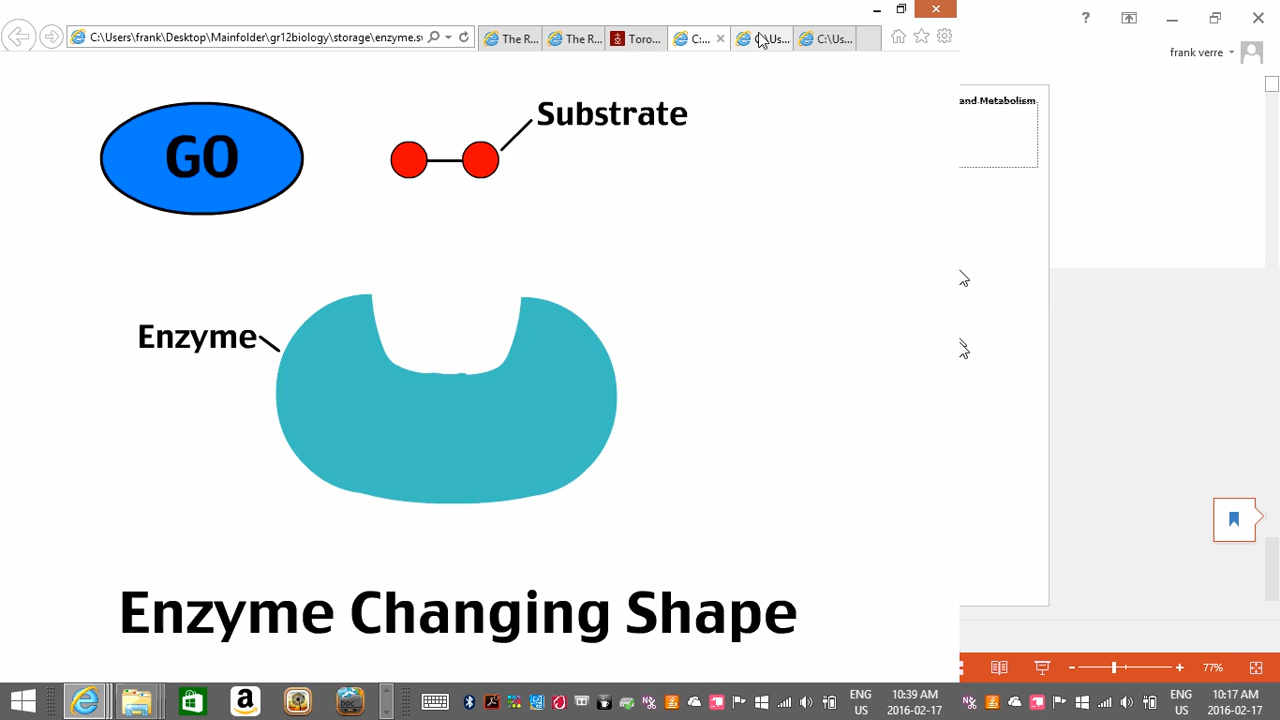 C:\Users\frank\Desktop\Mainfolder\gr12biology\storage\enzyme.s
The R...
The R...
Toro...
C:...
C:\Us...
frank verre
and Metabolism
GO
Substrate
Enzyme
Enzyme Changing Shape
77%
ENG
US
10:39 AM
2016-02-17
ENG
US
10:17 AM
2016-02-17